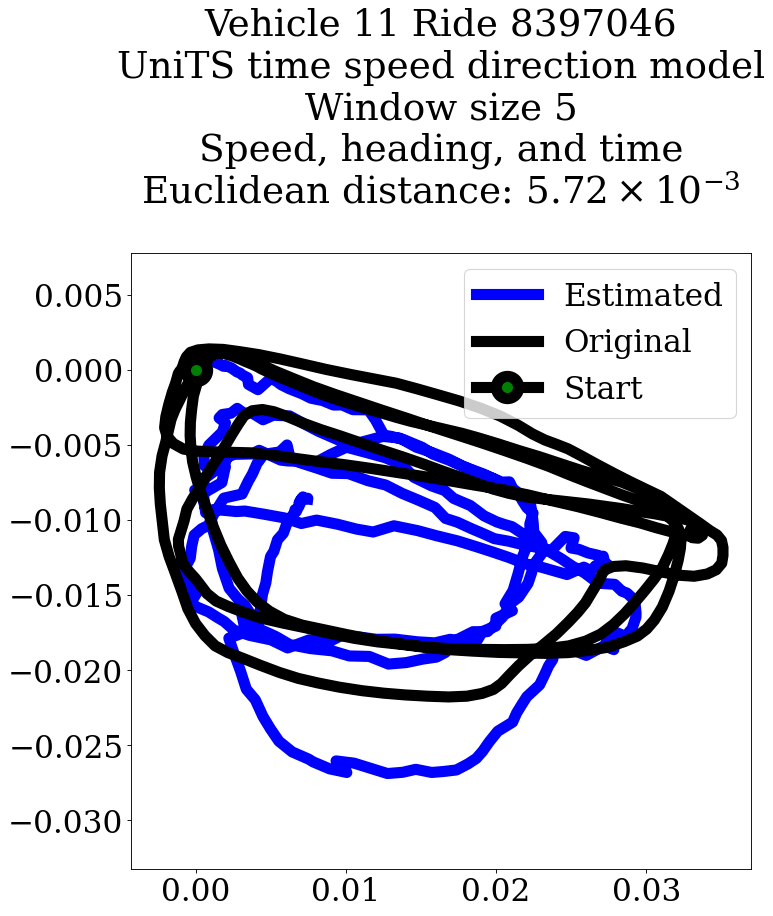 Vehicle 11 Ride 8397046
UniTS time speed direction model
Window size 5
Speed, heading, and time
Euclidean distance: 5.72 × 10⁻³
Estimated
Original
Start
0.005
0.000
−0.005
−0.010
−0.015
−0.020
−0.025
−0.030
0.00 0.01 0.02 0.03